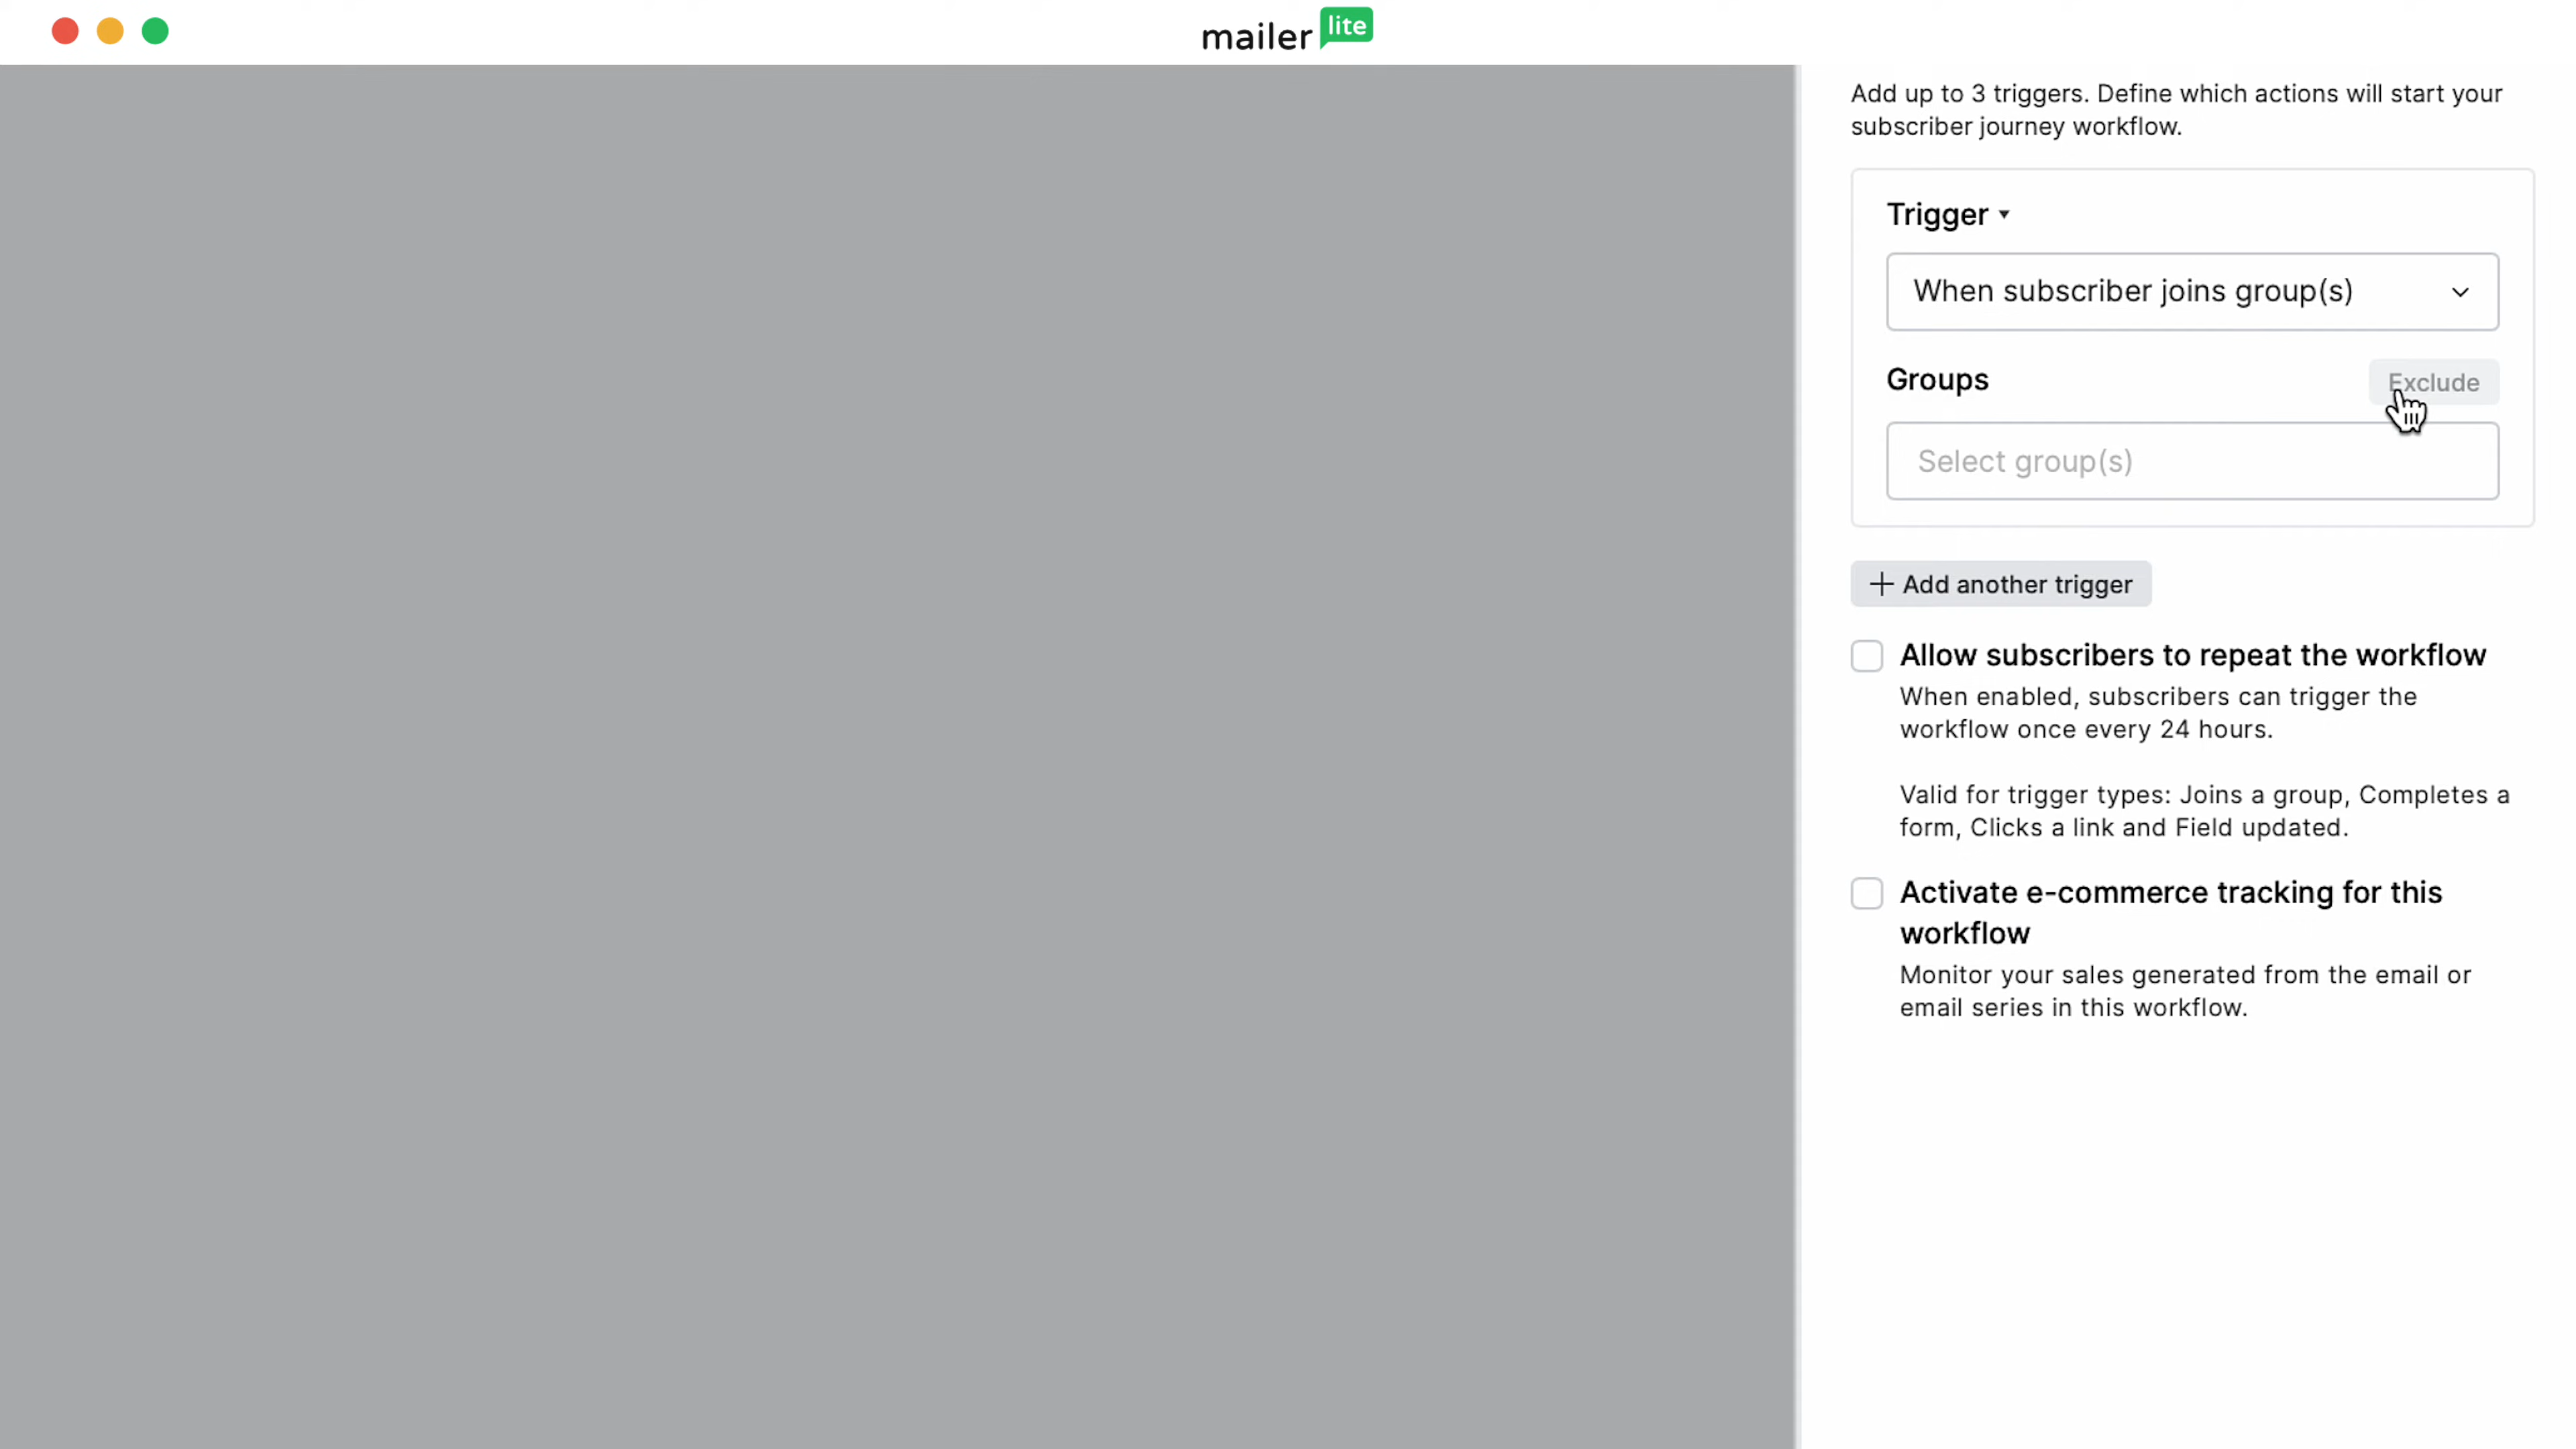 mailer lite
Add up to 3 triggers. Define which actions will start your
subscriber journey workflow.
Trigger
When subscriber joins group(s)
Groups
Exclude
Select group(s)
+ Add another trigger
Allow subscribers to repeat the workflow
When enabled, subscribers can trigger the
workflow once every 24 hours.
Valid for trigger types: Joins a group, Completes a
form, Clicks a link and Field updated.
Activate e-commerce tracking for this
workflow
Monitor your sales generated from the email or
email series in this workflow.